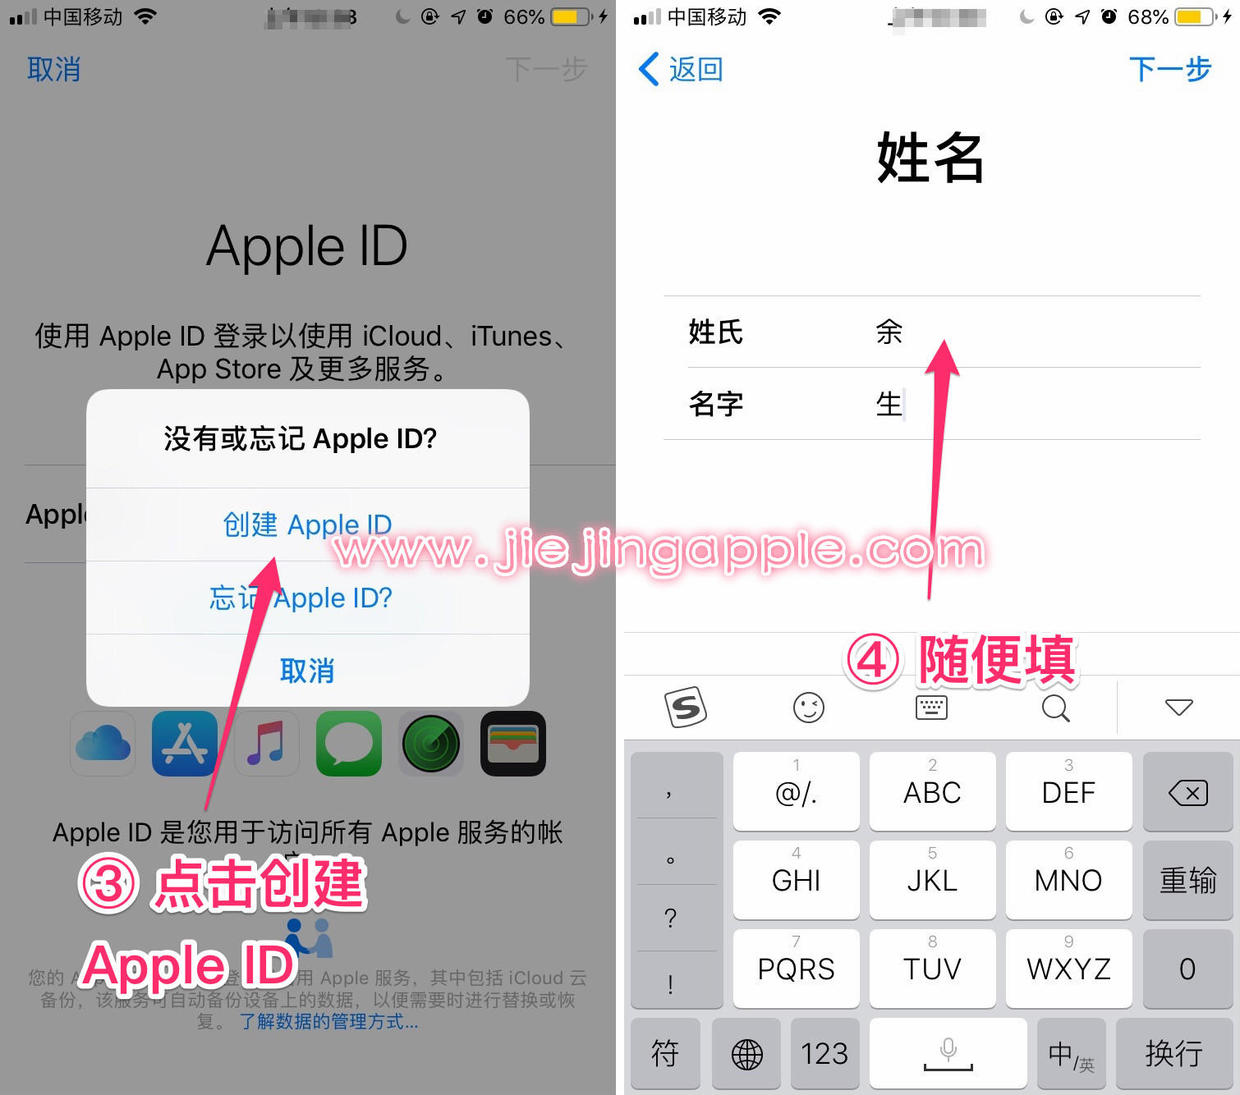 中国移动
66%
取消
下一步
Apple ID
使用 Apple ID 登录以使用 iCloud、iTunes、
App Store 及更多服务。
没有或忘记 Apple ID?
创建 Apple ID
忘记 Apple ID?
取消
Apple ID 是您用于访问所有 Apple 服务的帐
③ 点击创建
Apple ID
您的
用 Apple 服务，其中包括 iCloud 云
备份，该服务可自动备份设备上的数据，以便需要时进行替换或恢
复。了解数据的管理方式...
中国移动
68%
返回
下一步
姓名
姓氏 余
名字 生
www.jiejingapple.com
④ 随便填
S
,
。
?
!
1
@/.
2
ABC
3
DEF
4
GHI
5
JKL
6
MNO
重输
7
PQRS
8
TUV
9
WXYZ
0
符
123
中/英
换行